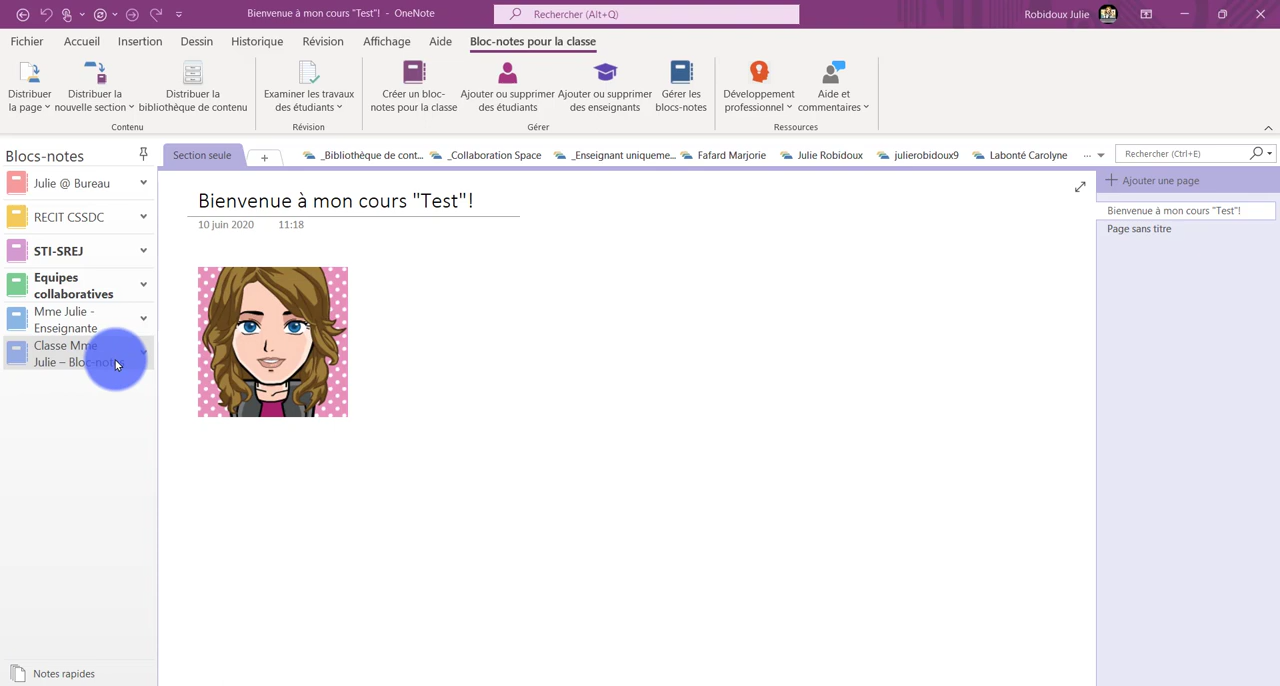 Bienvenue à mon cours "Test"! - OneNote
Rechercher (Alt+Q)
Robidoux Julie
Fichier Accueil Insertion Dessin Historique Révision Affichage Aide Bloc-notes pour la classe
Distribuer la page
Distribuer la nouvelle section
Distribuer la bibliothèque de contenu
Examiner les travaux des étudiants
Créer un bloc-notes pour la classe
Ajouter ou supprimer des étudiants
Ajouter ou supprimer des enseignants
Gérer les blocs-notes
Développement professionnel
Aide et commentaires
Contenu Révision Gérer Ressources
Blocs-notes
Section seule
_Bibliothèque de cont... _Collaboration Space _Enseignant uniqueme... Fafard Marjorie Julie Robidoux julierobidoux9 Labonté Carolyne ...
Rechercher (Ctrl+E)
Julie @ Bureau
RECIT CSSDC
STI-SREJ
Equipes
collaboratives
Mme Julie -
Enseignante
Classe Mme
Julie – Bloc-notes
Notes rapides
Bienvenue à mon cours "Test"!
10 juin 2020 11:18
Ajouter une page
Bienvenue à mon cours "Test"!
Page sans titre